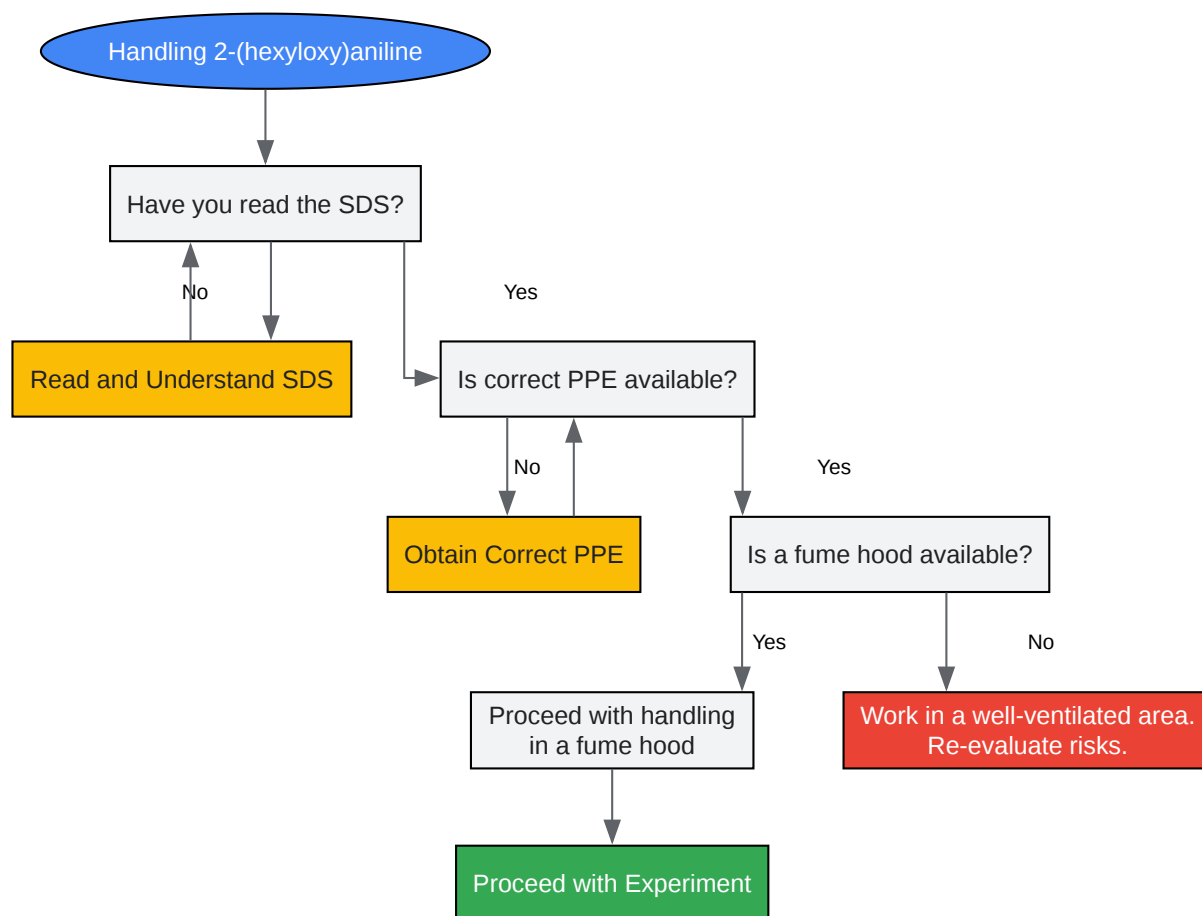 Handling 2-(hexyloxy)aniline
Have you read the SDS?
No
Yes
Read and Understand SDS
Is correct PPE available?
No
Yes
Obtain Correct PPE
Is a fume hood available?
Yes
No
Proceed with handling
in a fume hood
Work in a well-ventilated area.
Re-evaluate risks.
Proceed with Experiment